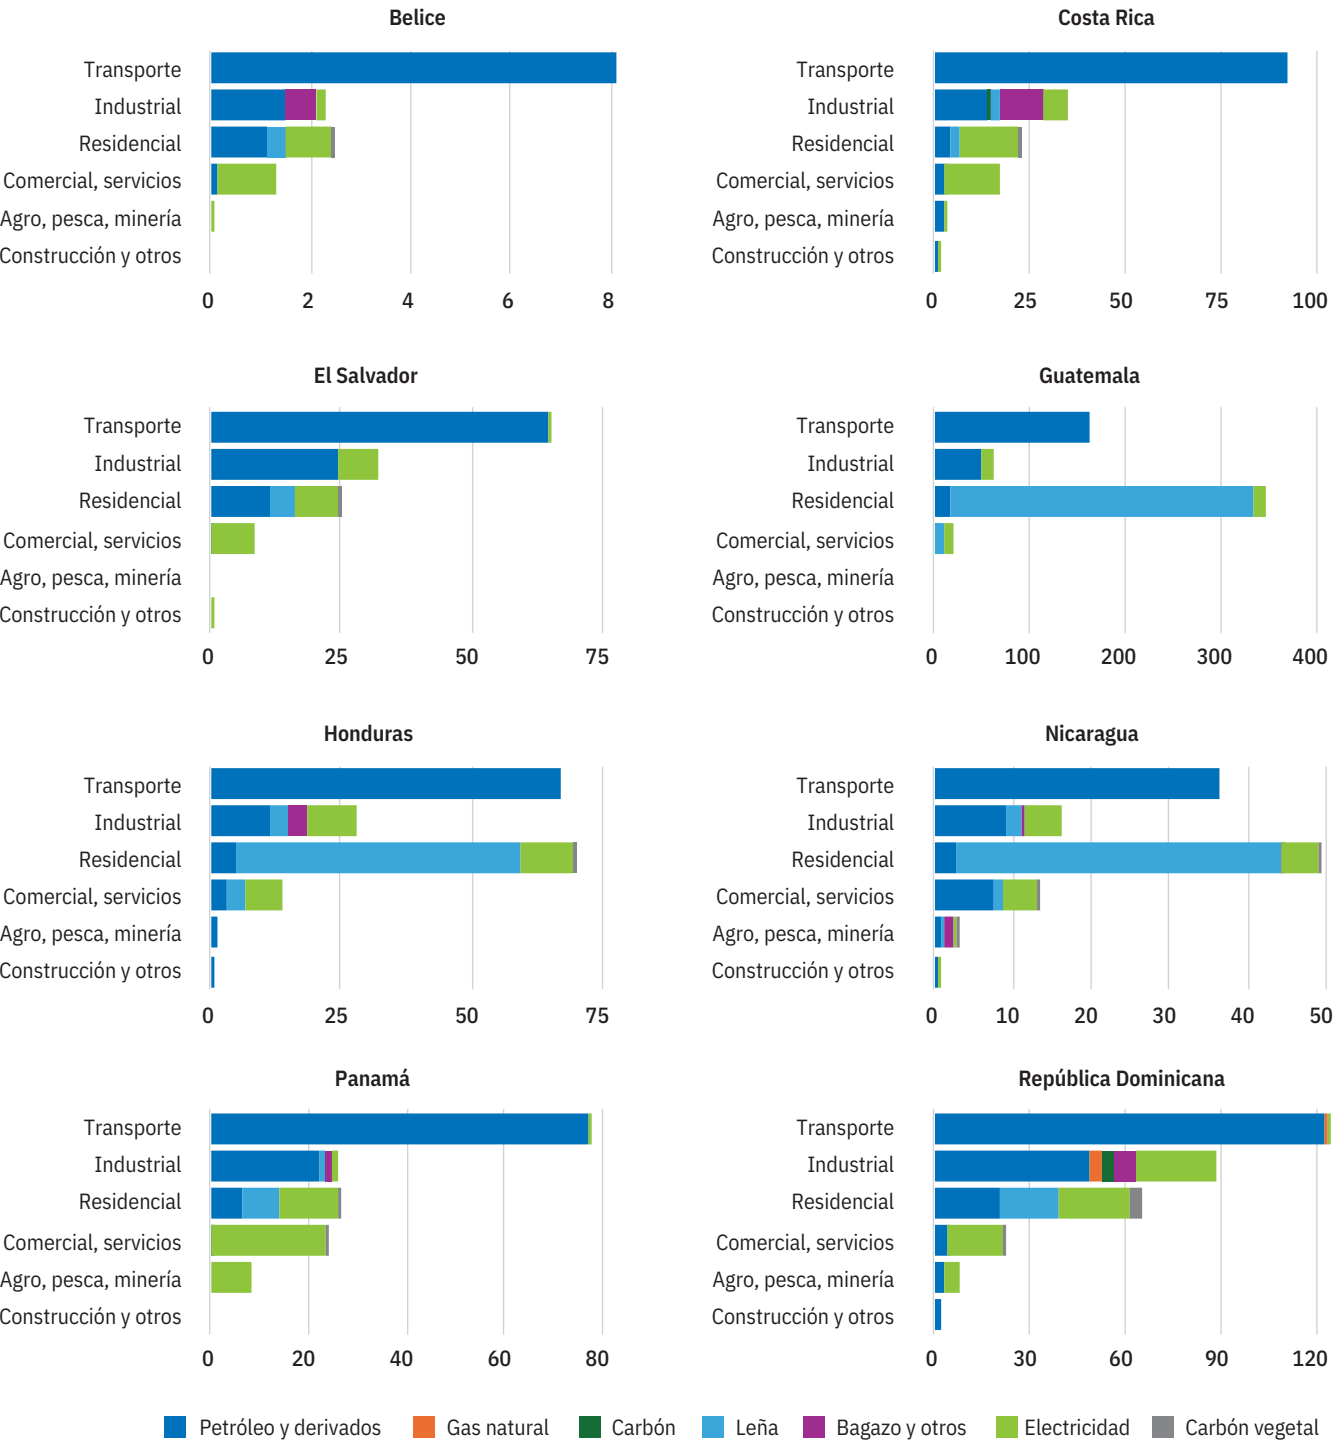 Belice
Transporte
Industrial
Residencial
Comercial, servicios
Agro, pesca, minería
Construcción y otros
0 2 4 6 8
Costa Rica
Transporte
Industrial
Residencial
Comercial, servicios
Agro, pesca, minería
Construcción y otros
0 25 50 75 100
El Salvador
Transporte
Industrial
Residencial
Comercial, servicios
Agro, pesca, minería
Construcción y otros
0 25 50 75
Guatemala
Transporte
Industrial
Residencial
Comercial, servicios
Agro, pesca, minería
Construcción y otros
0 100 200 300 400
Honduras
Transporte
Industrial
Residencial
Comercial, servicios
Agro, pesca, minería
Construcción y otros
0 25 50 75
Nicaragua
Transporte
Industrial
Residencial
Comercial, servicios
Agro, pesca, minería
Construcción y otros
0 10 20 30 40 50
Panamá
Transporte
Industrial
Residencial
Comercial, servicios
Agro, pesca, minería
Construcción y otros
0 20 40 60 80
República Dominicana
Transporte
Industrial
Residencial
Comercial, servicios
Agro, pesca, minería
Construcción y otros
0 30 60 90 120
Petróleo y derivados Gas natural Carbón Leña Bagazo y otros Electricidad Carbón vegetal